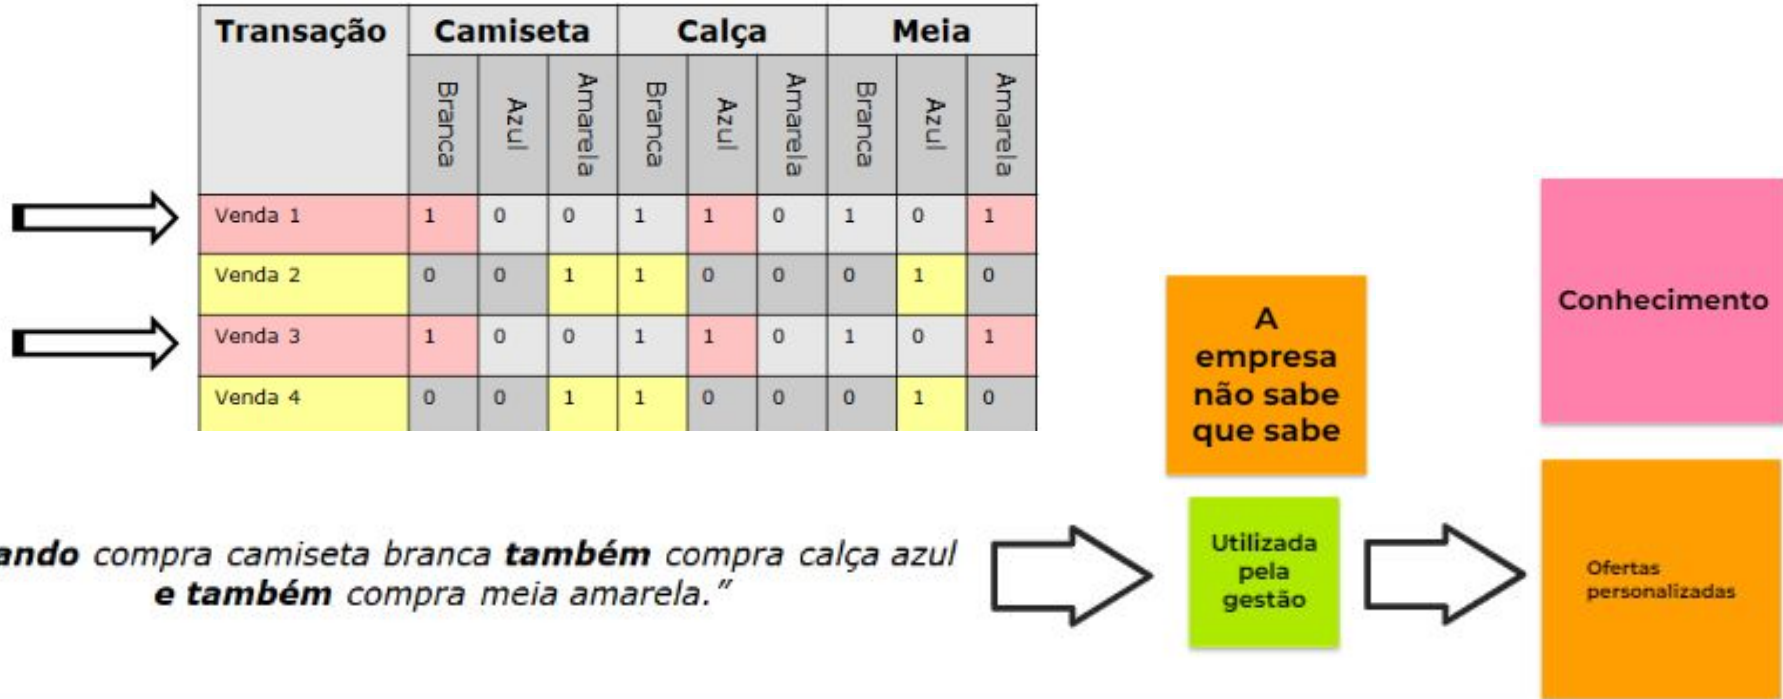 Transação Camiseta Calça Meia
Branca Azul Amarela Branca Azul Amarela Branca Azul Amarela
Venda 1 1 0 0 1 1 0 1 0 1
Venda 2 0 0 1 1 0 0 0 1 0
Venda 3 1 0 0 1 1 0 1 0 1
Venda 4 0 0 1 1 0 0 0 1 0
ando compra camiseta branca também compra calça azul
e também compra meia amarela.”
A
empresa
não sabe
que sabe
Utilizada
pela
gestão
Conhecimento
Ofertas
personalizadas